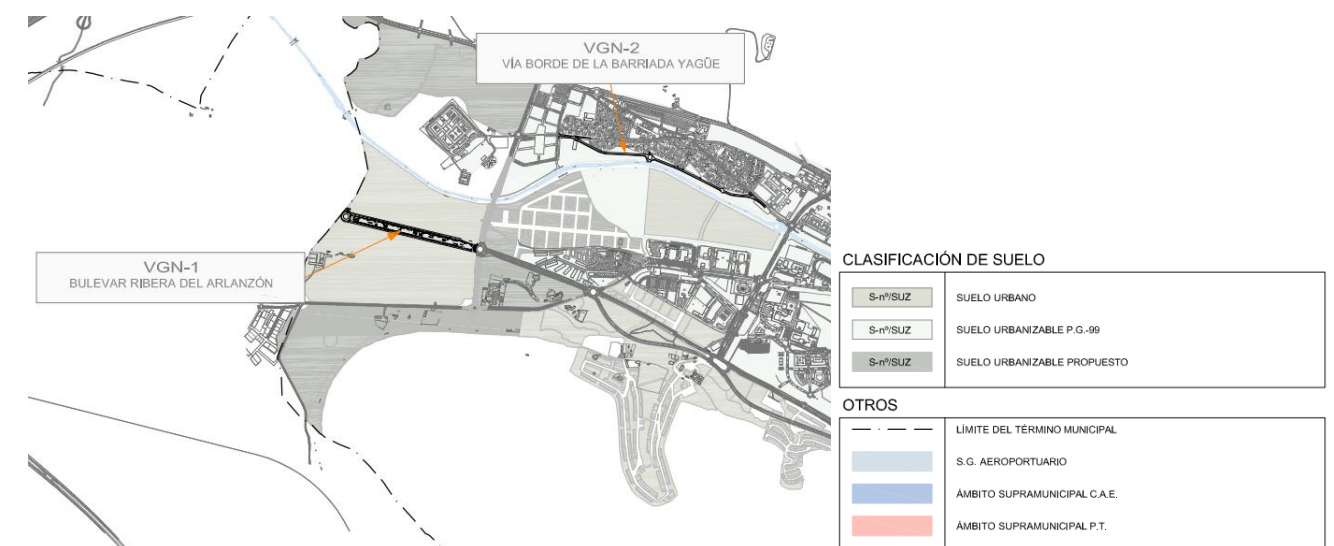 VGN-2
VÍA BORDE DE LA BARRIADA YAGÜE
VGN-1
BULEVAR RIBERA DEL ARLANZÓN
CLASIFICACIÓN DE SUELO
S-nº/SUZ SUELO URBANO
S-nº/SUZ SUELO URBANIZABLE P.G.-99
S-nº/SUZ SUELO URBANIZABLE PROPUESTO
OTROS
LÍMITE DEL TÉRMINO MUNICIPAL
S.G. AEROPORTUARIO
ÁMBITO SUPRAMUNICIPAL C.A.E.
ÁMBITO SUPRAMUNICIPAL P.T.